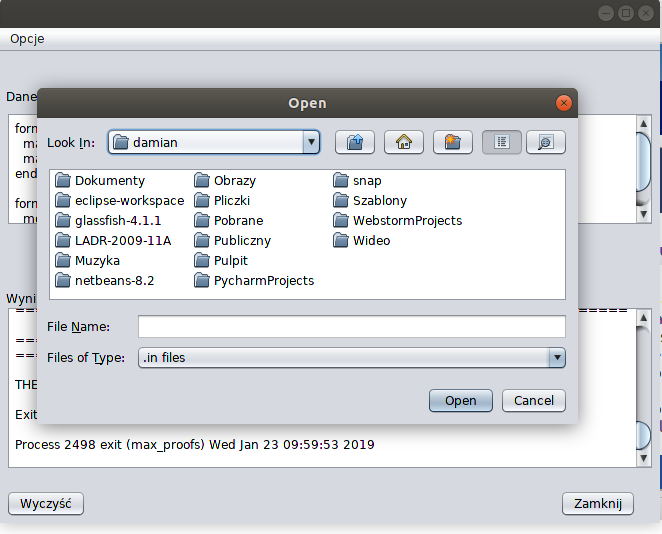 Opcje
Dane
form
ma
ma
end
form
mo
Open
Look In: damian
Dokumenty Obrazy snap
eclipse-workspace Pliczki Szablony
glassfish-4.1.1 Pobrane WebstormProjects
LADR-2009-11A Publiczny Wideo
Muzyka Pulpit
netbeans-8.2 PycharmProjects
File Name:
Files of Type: .in files
Open Cancel
Wyni
THE
Exit
Process 2498 exit (max_proofs) Wed Jan 23 09:59:53 2019
Wyczyść Zamknij